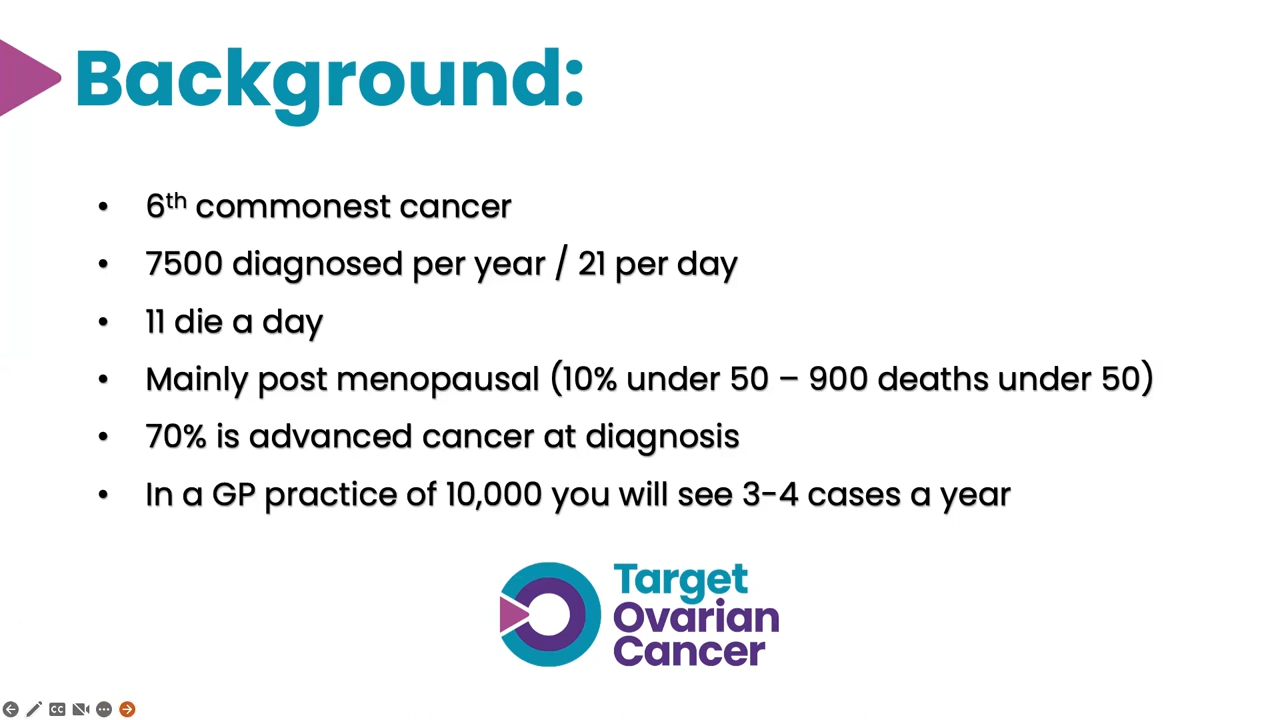 Background:
• 6th commonest cancer
• 7500 diagnosed per year / 21 per day
• 11 die a day
• Mainly post menopausal (10% under 50 – 900 deaths under 50)
• 70% is advanced cancer at diagnosis
• In a GP practice of 10,000 you will see 3-4 cases a year
Target
Ovarian
Cancer
CC